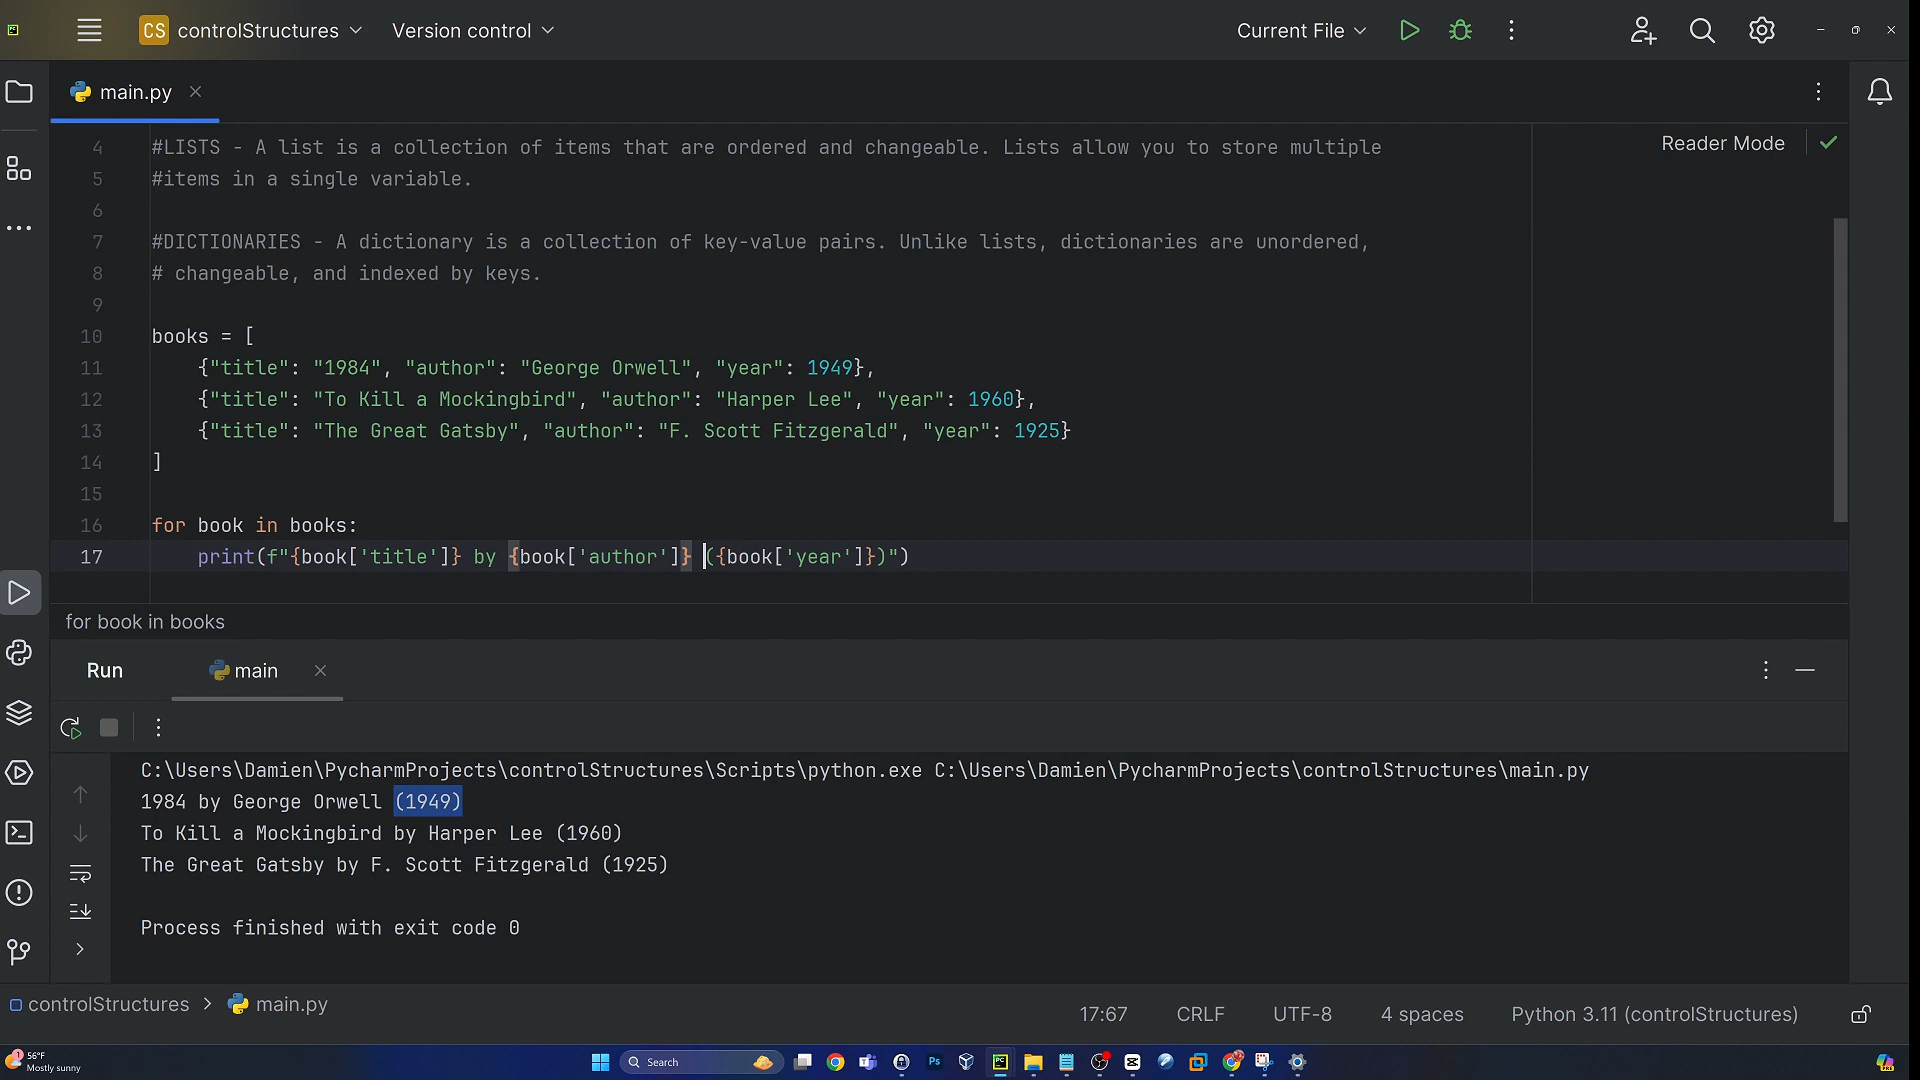 CS controlStructures Version control Current File
main.py
Reader Mode
4 #LISTS - A list is a collection of items that are ordered and changeable. Lists allow you to store multiple
5 #items in a single variable.
6
7 #DICTIONARIES - A dictionary is a collection of key-value pairs. Unlike lists, dictionaries are unordered,
8 # changeable, and indexed by keys.
9
10 books = [
11 {"title": "1984", "author": "George Orwell", "year": 1949},
12 {"title": "To Kill a Mockingbird", "author": "Harper Lee", "year": 1960},
13 {"title": "The Great Gatsby", "author": "F. Scott Fitzgerald", "year": 1925}
14 ]
15
16 for book in books:
17 print(f"{book['title']} by {book['author']} ({book['year']})")
for book in books
Run main
C:\Users\Damien\PycharmProjects\controlStructures\Scripts\python.exe C:\Users\Damien\PycharmProjects\controlStructures\main.py
1984 by George Orwell (1949)
To Kill a Mockingbird by Harper Lee (1960)
The Great Gatsby by F. Scott Fitzgerald (1925)
Process finished with exit code 0
controlStructures > main.py 17:67 CRLF UTF-8 4 spaces Python 3.11 (controlStructures)
1 56°F
Mostly sunny
Search
Ps
PC